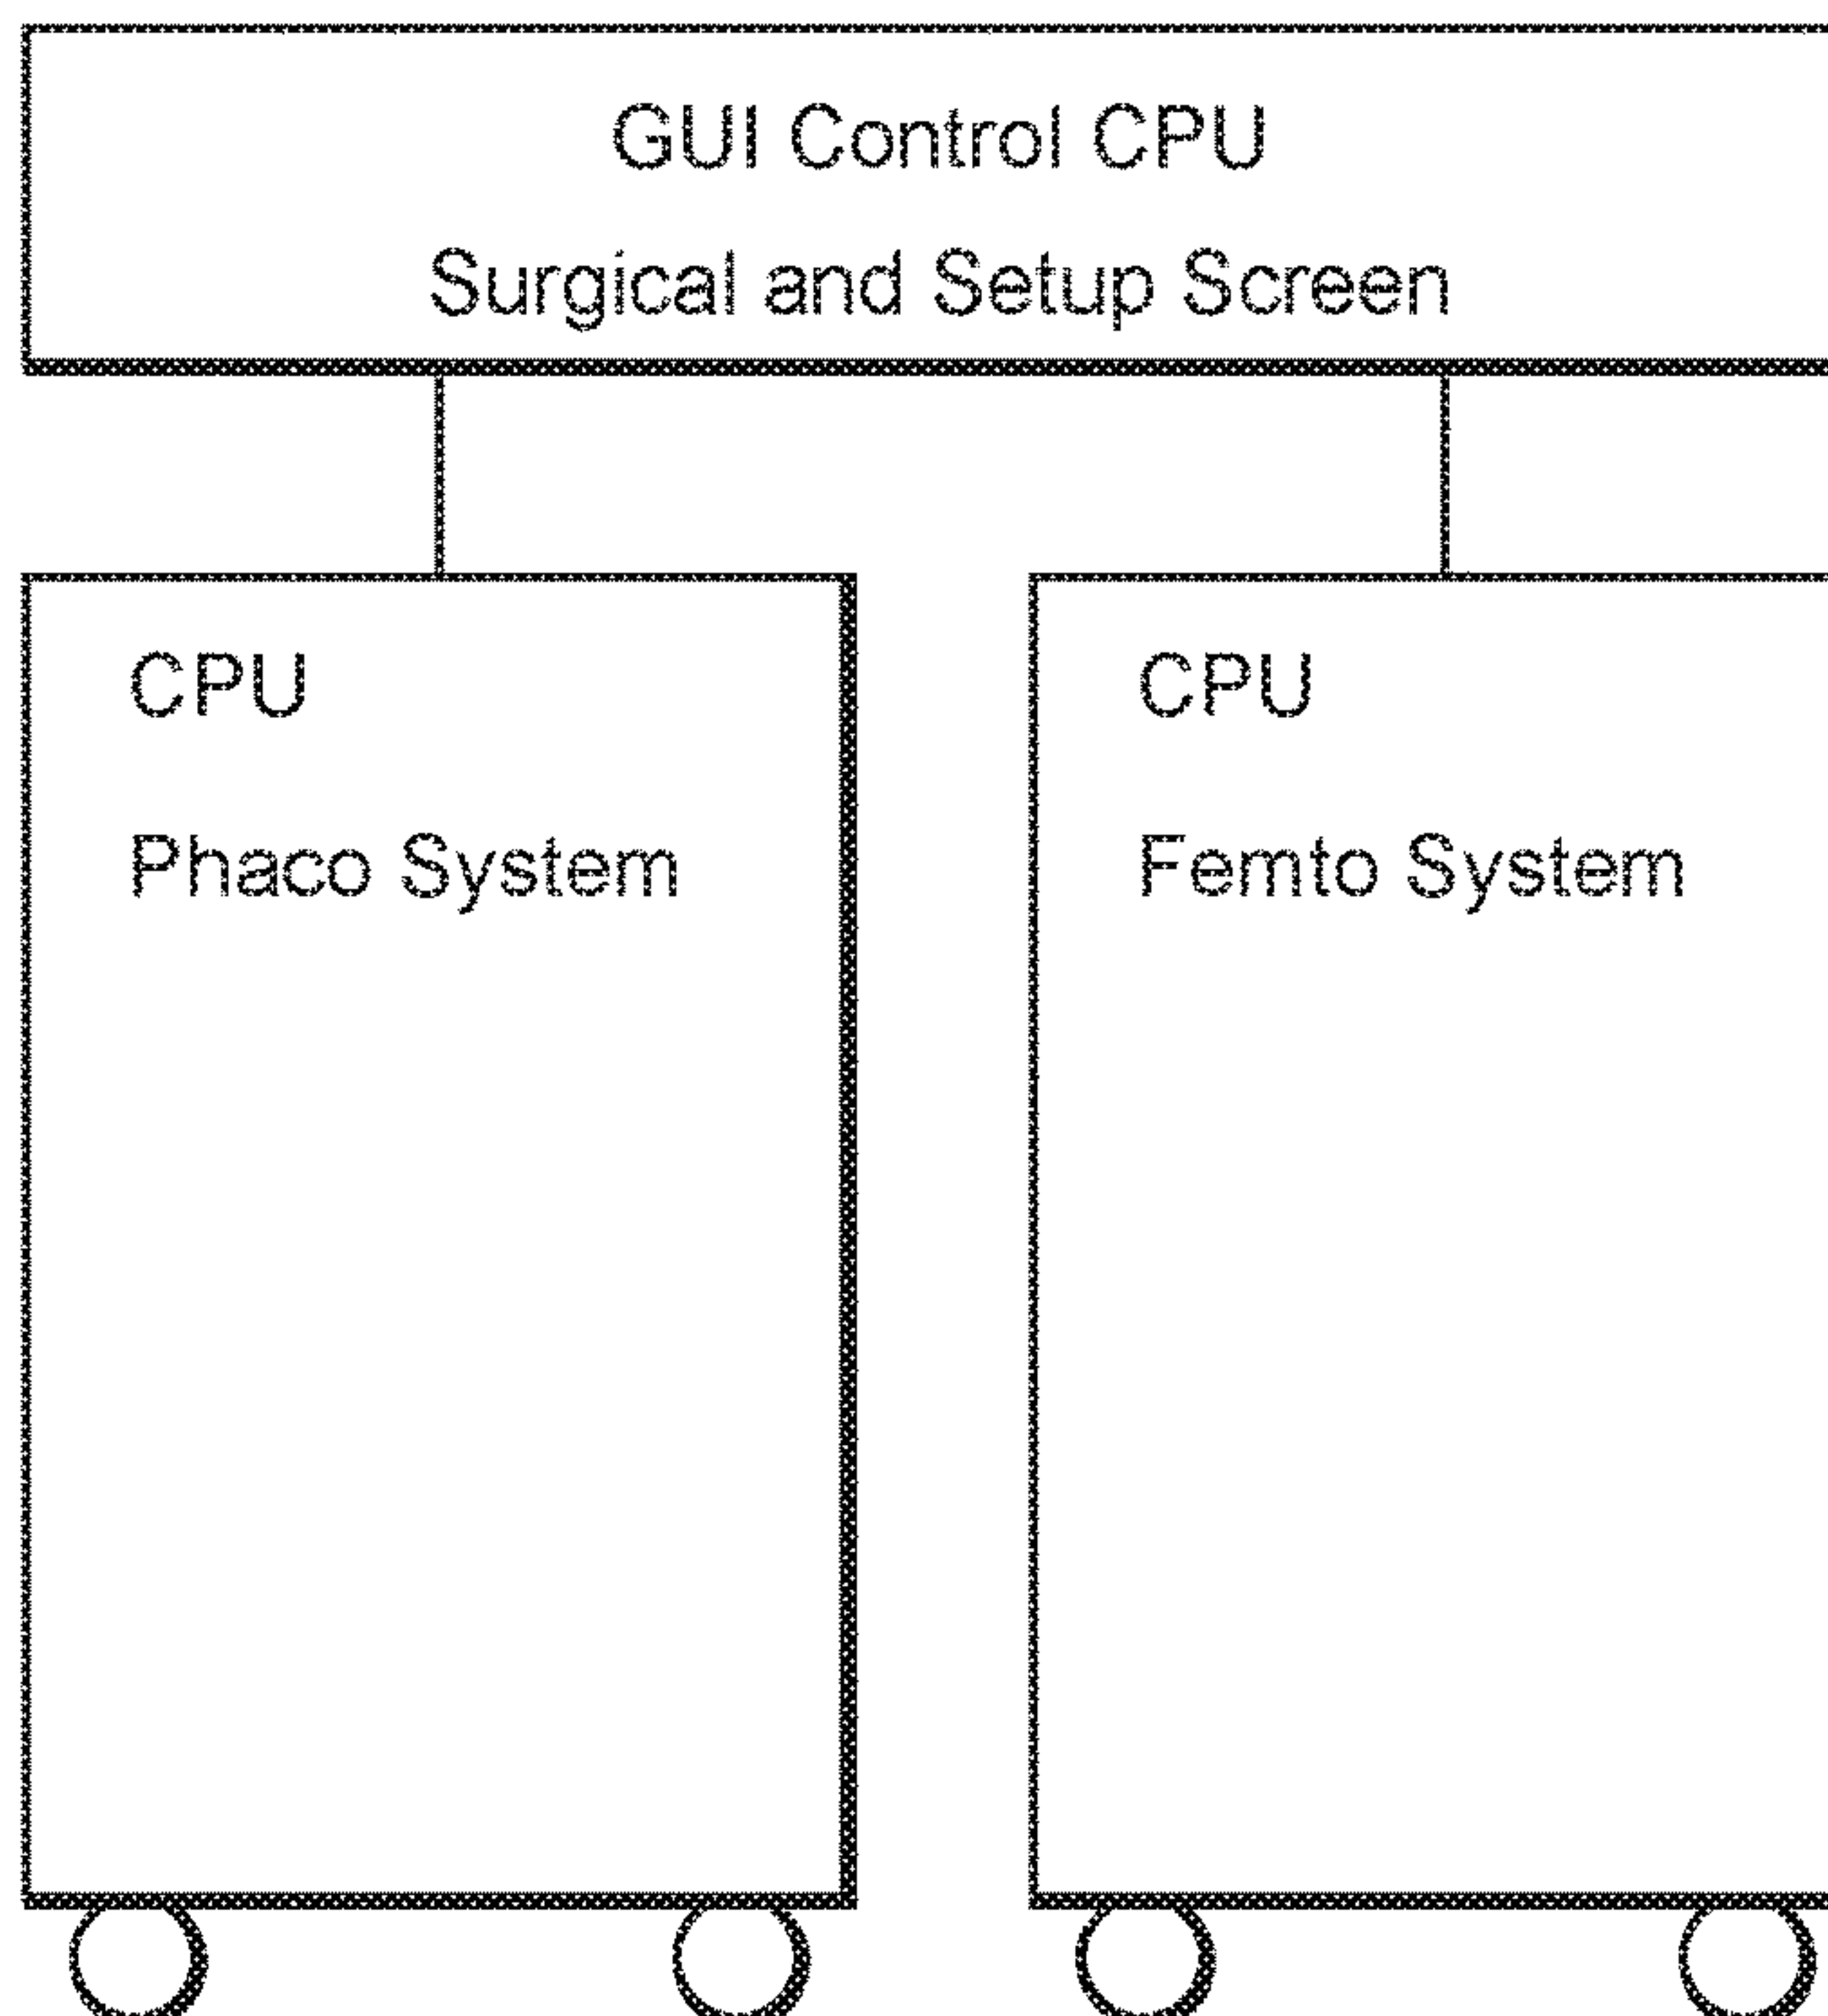 GUI Control CPU
Surgical and Setup Screen
CPU
Phaco System
CPU
Femto System